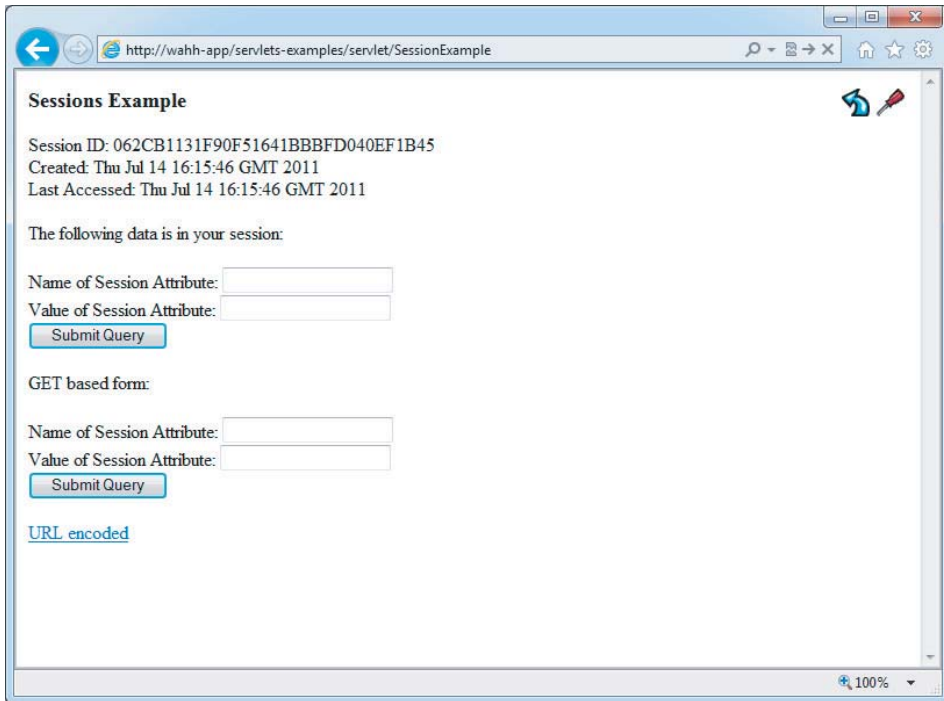 http://wahh-app/servlets-examples/servlet/SessionExample
Sessions Example
Session ID: 062CB1131F90F51641BBBFD040EF1B45
Created: Thu Jul 14 16:15:46 GMT 2011
Last Accessed: Thu Jul 14 16:15:46 GMT 2011
The following data is in your session:
Name of Session Attribute:
Value of Session Attribute:
Submit Query
GET based form:
Name of Session Attribute:
Value of Session Attribute:
Submit Query
URL encoded
100%